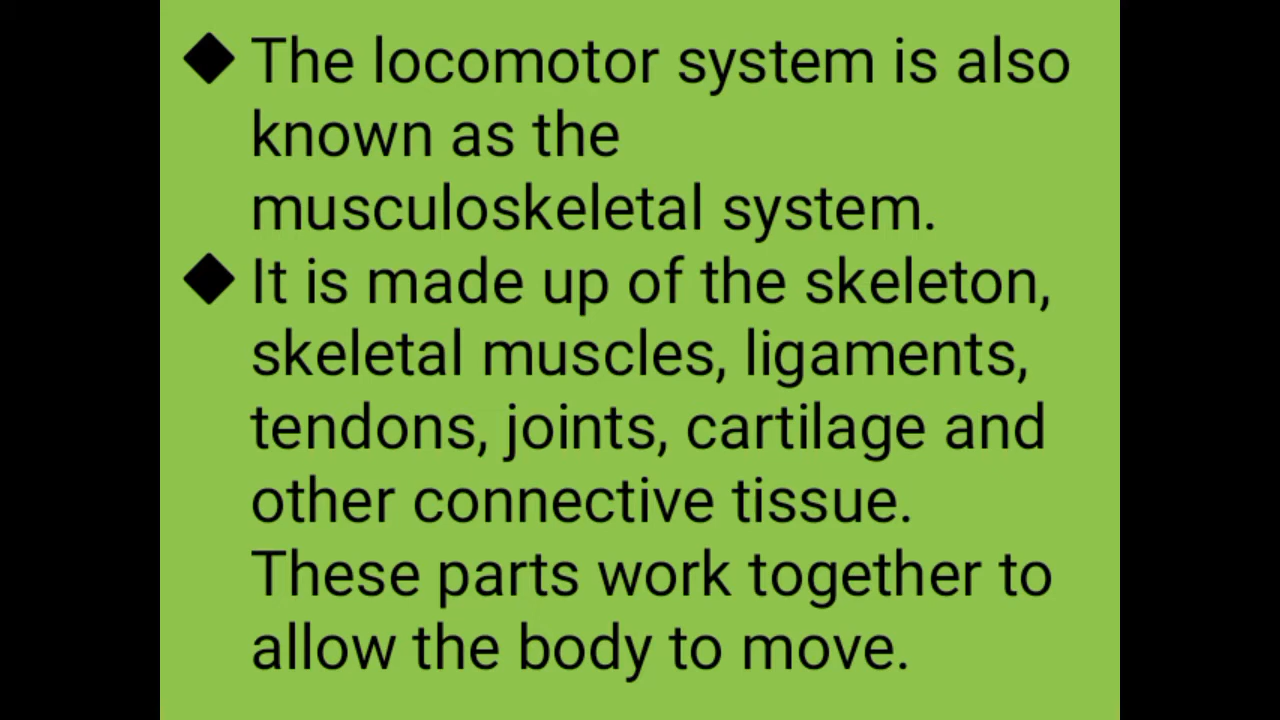 ◆ The locomotor system is also
known as the
musculoskeletal system.
◆ It is made up of the skeleton,
skeletal muscles, ligaments,
tendons, joints, cartilage and
other connective tissue.
These parts work together to
allow the body to move.